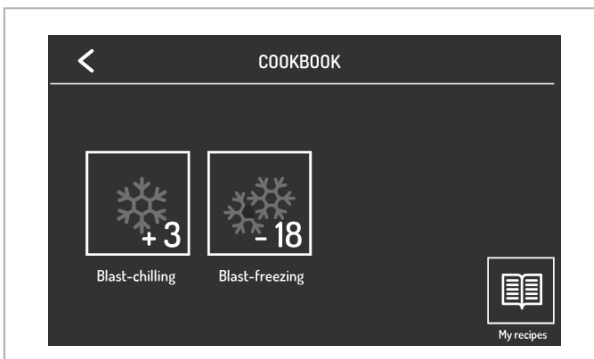 COOKBOOK
+3
- 18
Blast-chilling
Blast-freezing
My recipes